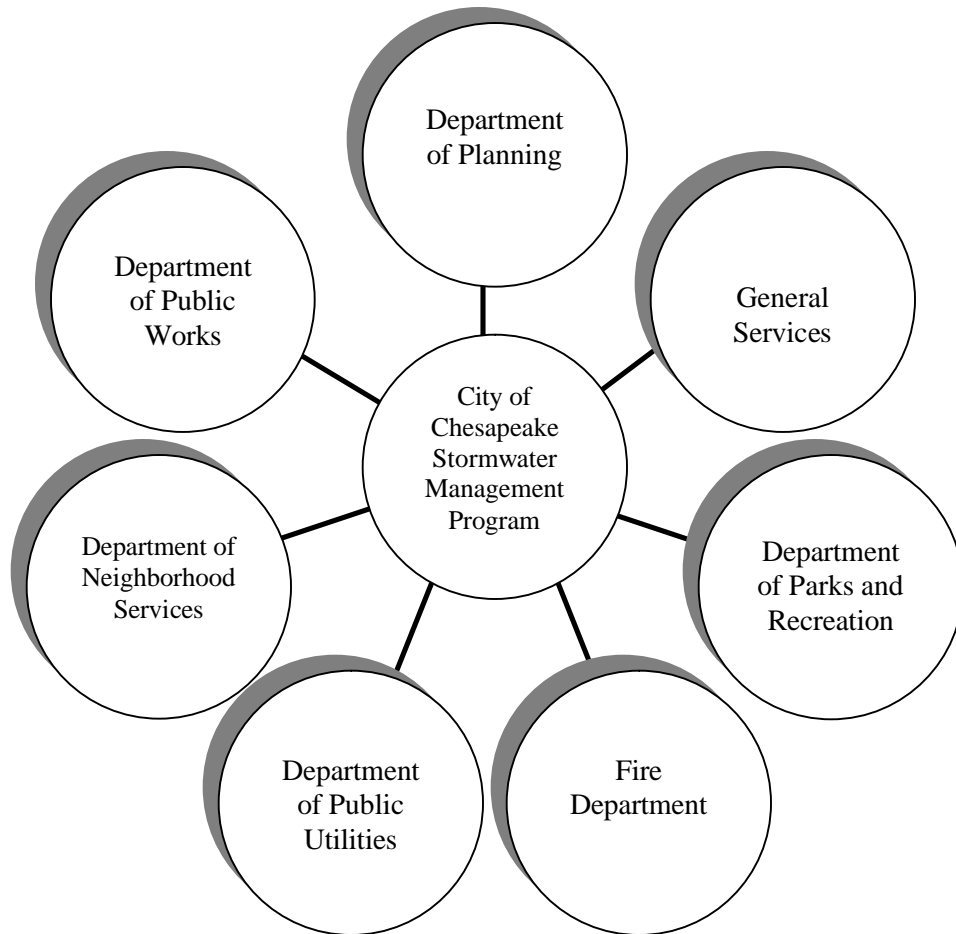 Department
of Planning
Department
of Public
Works
General
Services
City of
Chesapeake
Stormwater
Management
Program
Department of
Neighborhood
Services
Department
of Parks and
Recreation
Department
of Public
Utilities
Fire
Department